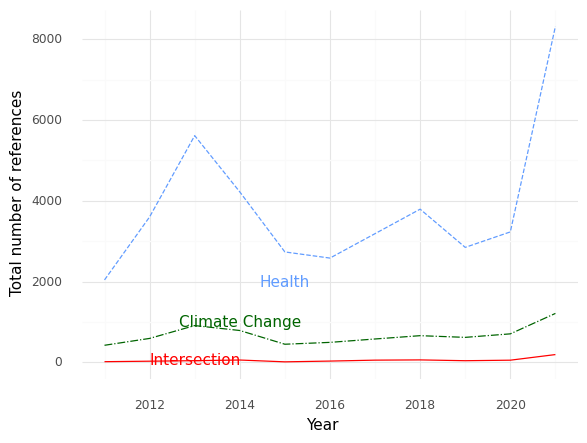 8000
6000
4000
2000
0
Total number of references
Health
Climate Change
Intersection
2012 2014 2016 2018 2020
Year